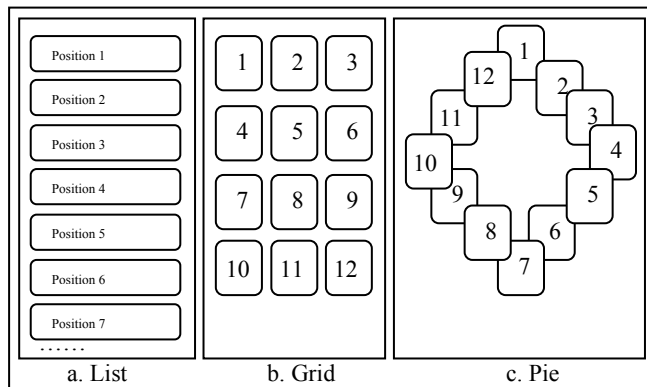 Position 1
Position 2
Position 3
Position 4
Position 5
Position 6
Position 7
......
a. List
1 2 3
4 5 6
7 8 9
10 11 12
b. Grid
1
12
2
11
3
4
10
5
9
6
8
7
c. Pie